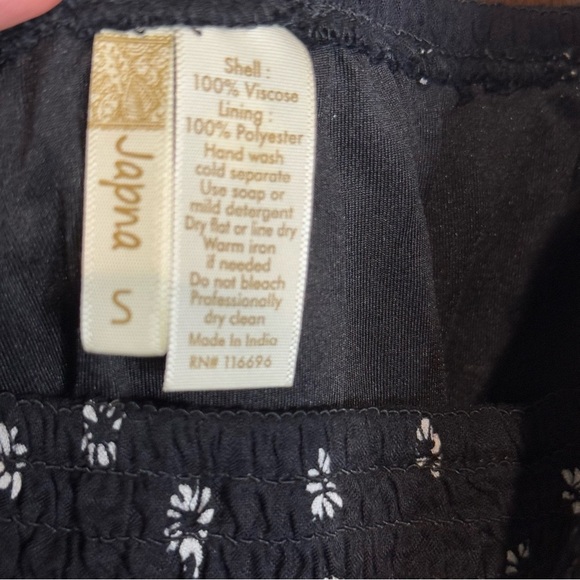 Japna
S
Shell :
100% Viscose
Lining :
100% Polyester
Hand wash
cold separate
Use soap or
mild detergent
Dry flat or line dry
Warm iron
if needed
Do not bleach
Professionally
dry clean
Made in India
RN# 116696